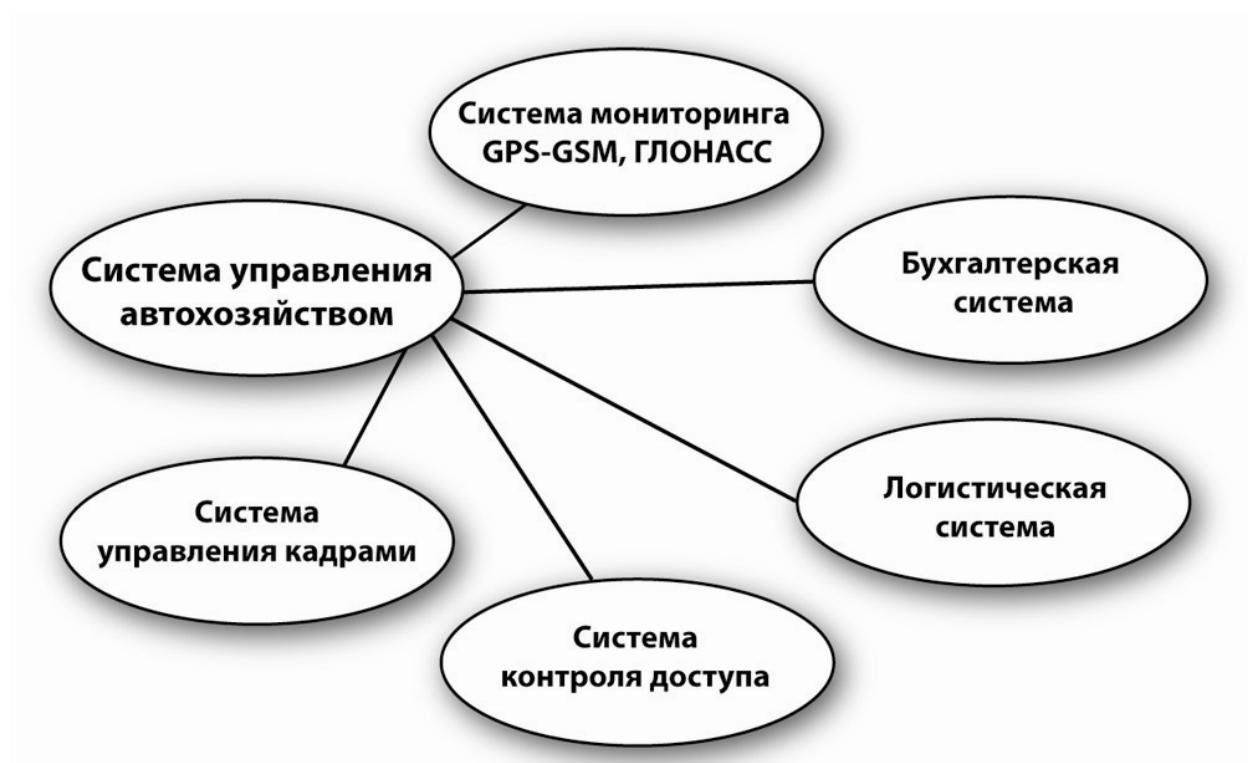 Система мониторинга
GPS-GSM, ГЛОНАСС
Система управления
автохозяйством
Бухгалтерская
система
Логистическая
система
Система
управления кадрами
Система
контроля доступа